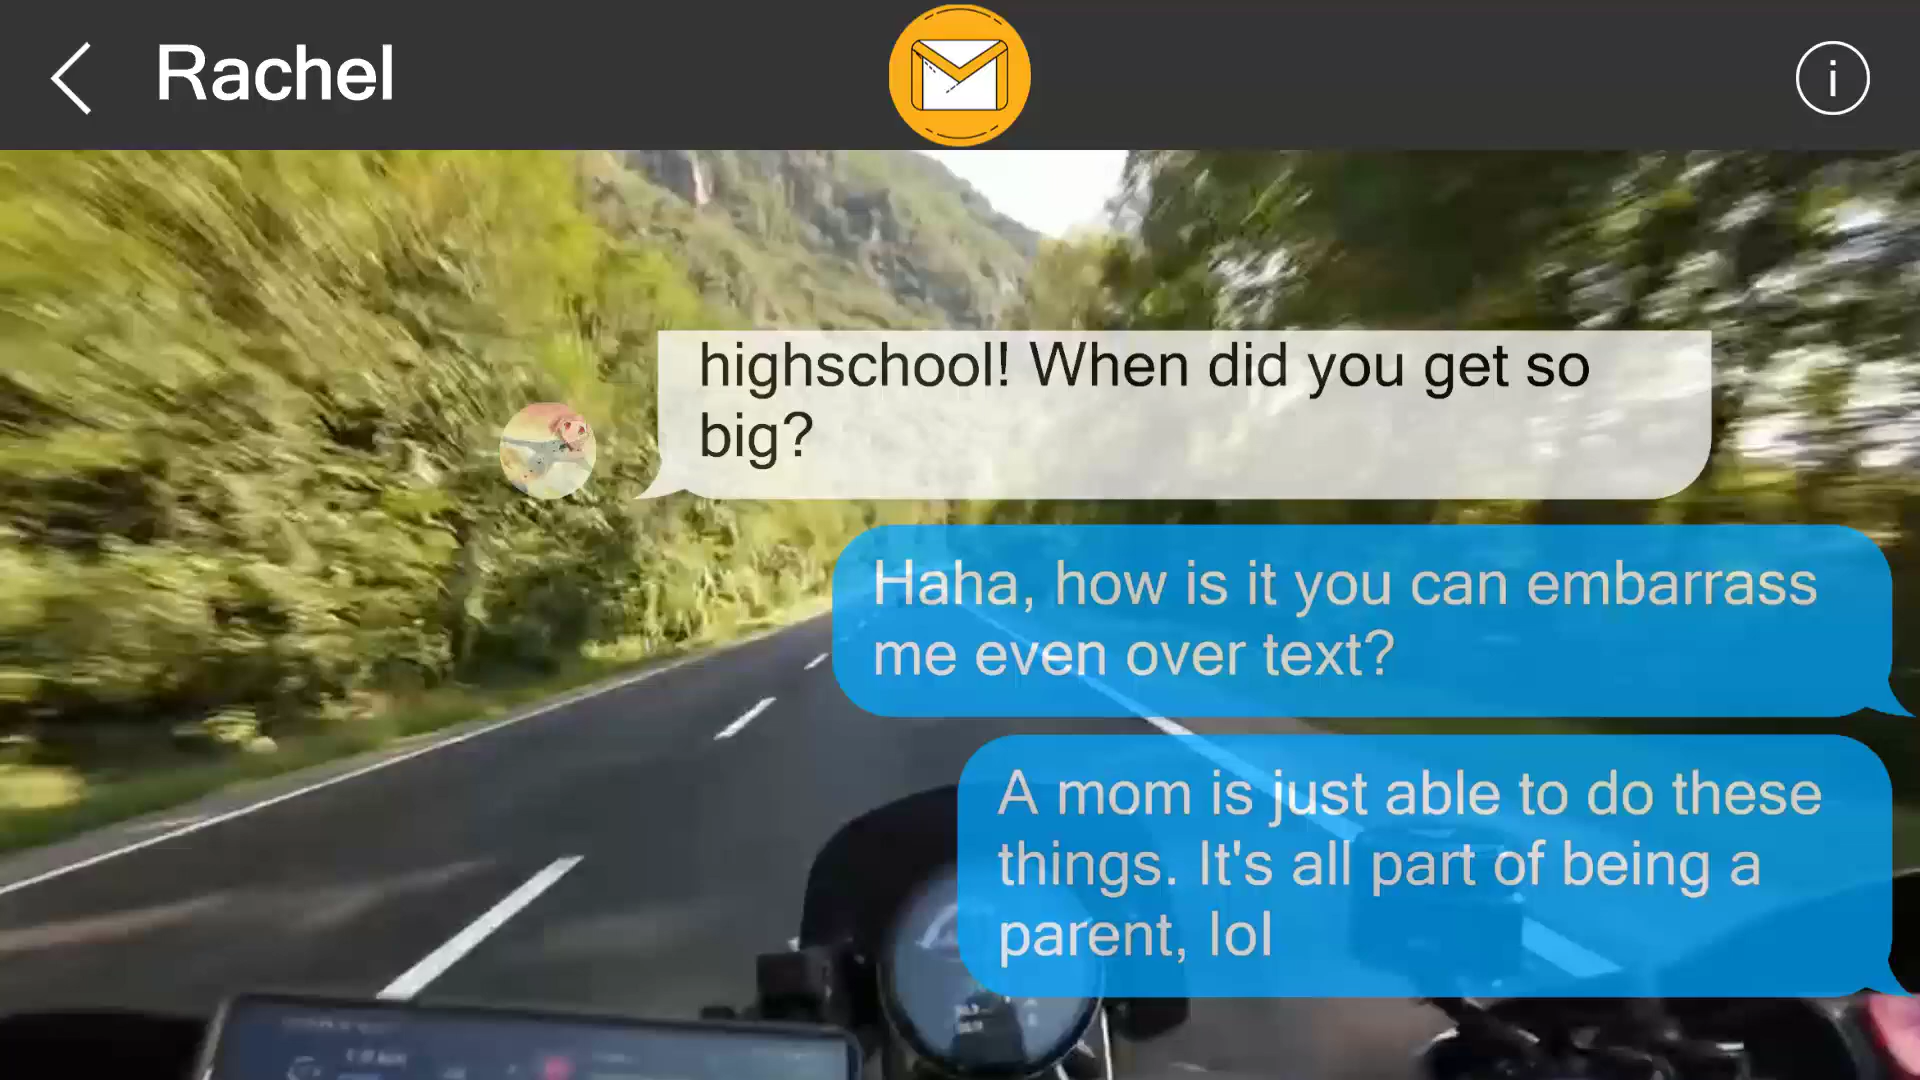 Rachel
i
highschool! When did you get so
big?
Haha, how is it you can embarrass
me even over text?
A mom is just able to do these
things. It's all part of being a
parent, lol